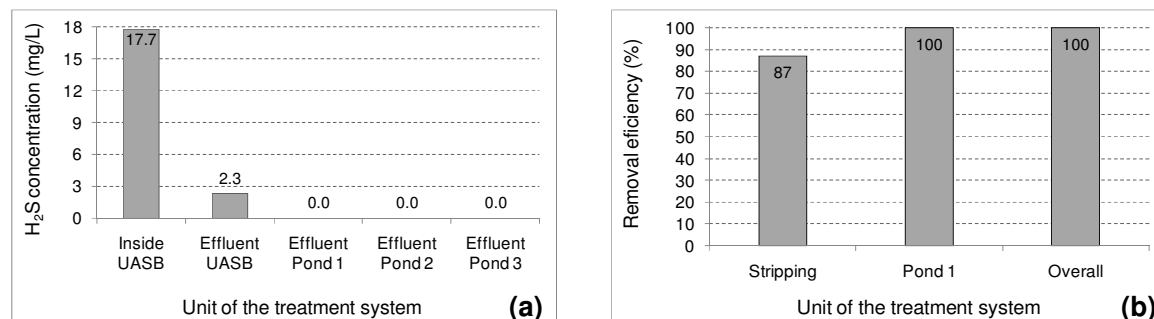 H₂S concentration (mg/L)
18
15
12
9
6
3
0
17.7
2.3
0.0
0.0
0.0
Inside UASB
Effluent UASB
Effluent Pond 1
Effluent Pond 2
Effluent Pond 3
Unit of the treatment system
(a)
Removal eficiency (%)
100
90
80
70
60
50
40
30
20
10
0
87
100
100
Stripping
Pond 1
Overall
Unit of the treatment system
(b)